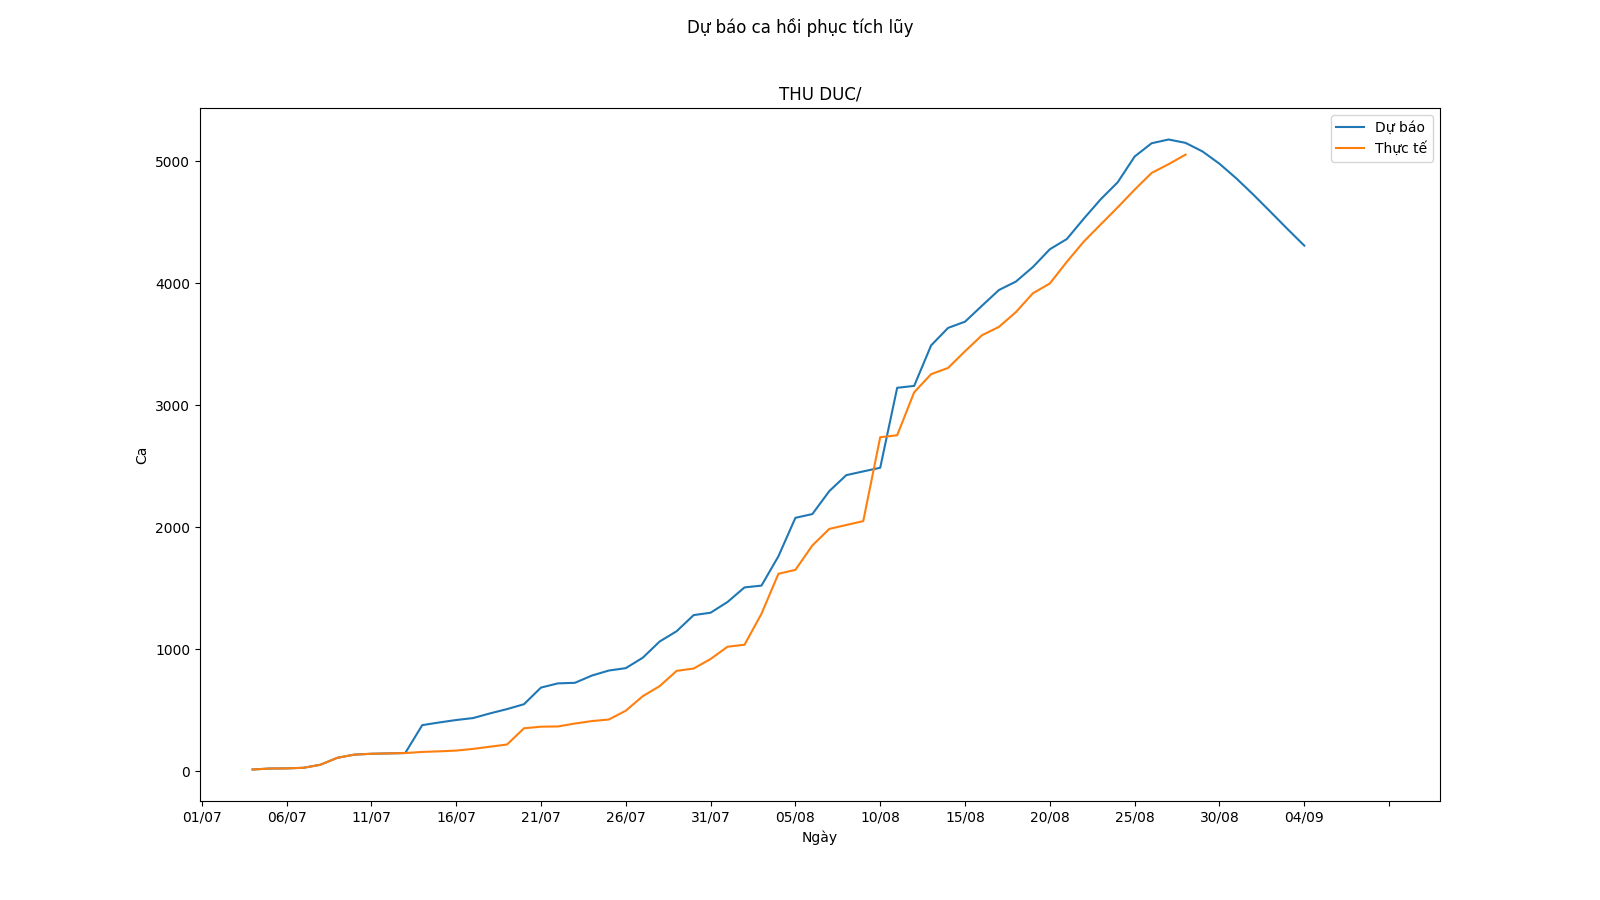 Dự báo ca hồi phục tích lũy
THU DUC/
Dự báo
Thực tế
5000
4000
3000
2000
1000
0
Ca
01/07 06/07 11/07 16/07 21/07 26/07 31/07 05/08 10/08 15/08 20/08 25/08 30/08 04/09
Ngày